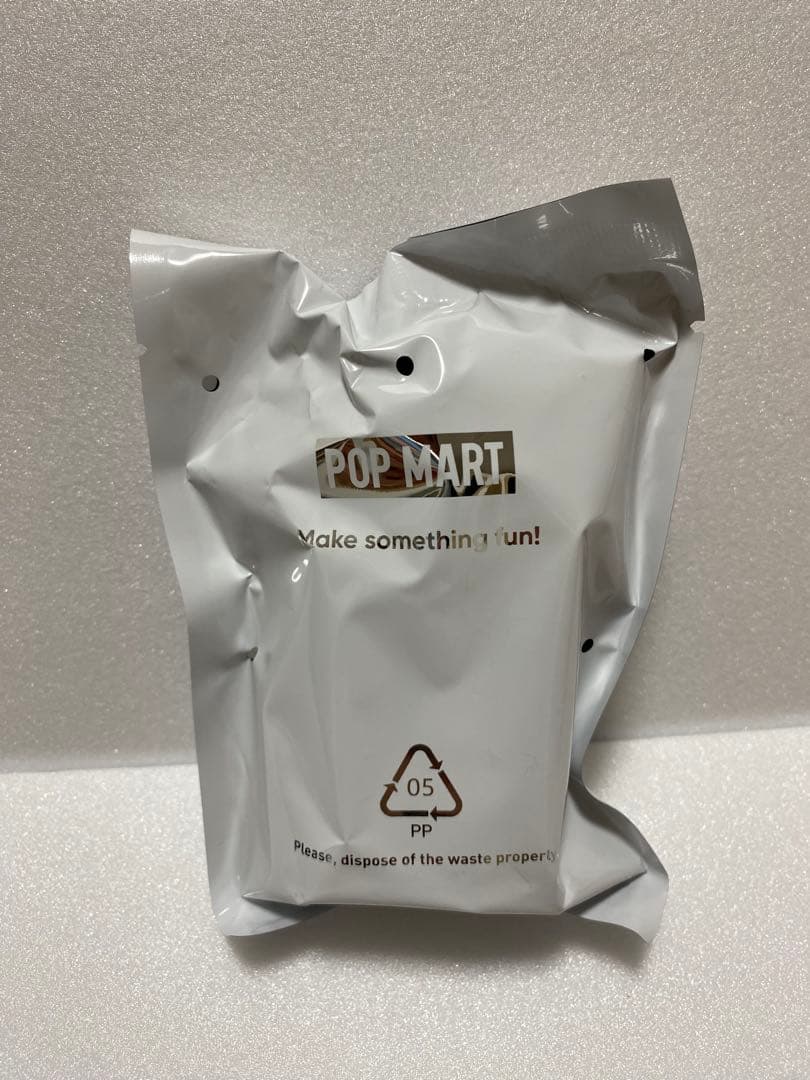 POP MART
Make something fun!
05
PP
Please, dispose of the waste property